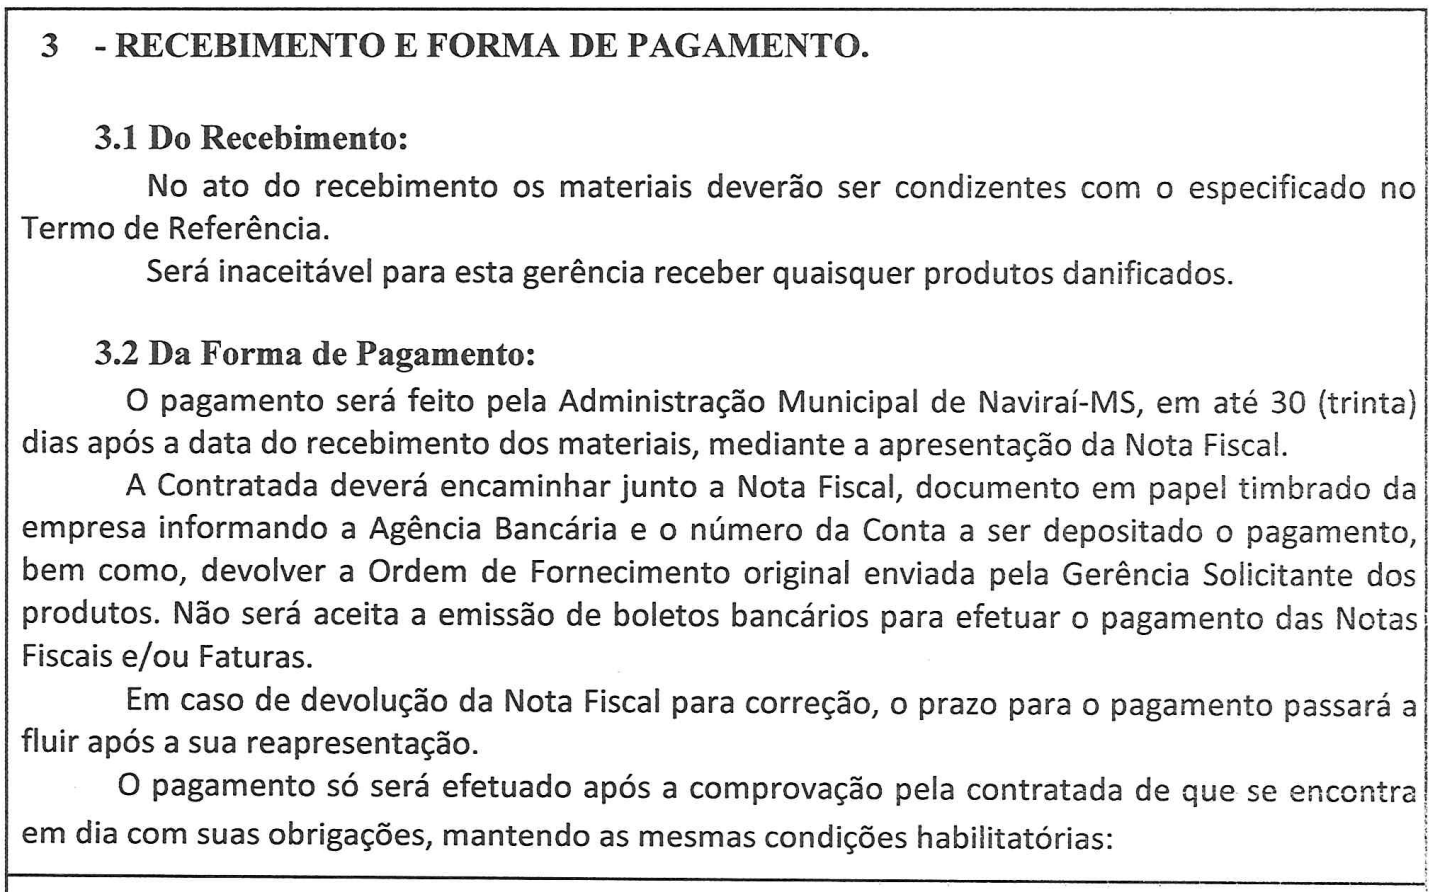 3 - RECEBIMENTO E FORMA DE PAGAMENTO.
3.1 Do Recebimento:
No ato do recebimento os materiais deverão ser condizentes com o especificado no
Termo de Referência.
Será inaceitável para esta gerência receber quaisquer produtos danificados.
3.2 Da Forma de Pagamento:
O pagamento será feito pela Administração Municipal de Naviraí-MS, em até 30 (trinta)
dias após a data do recebimento dos materiais, mediante a apresentação da Nota Fiscal.
A Contratada deverá encaminhar junto a Nota Fiscal, documento em papel timbrado da
empresa informando a Agência Bancária e o número da Conta a ser depositado o pagamento,
bem como, devolver a Ordem de Fornecimento original enviada pela Gerência Solicitante dos
produtos. Não será aceita a emissão de boletos bancários para efetuar o pagamento das Notas
Fiscais e/ou Faturas.
Em caso de devolução da Nota Fiscal para correção, o prazo para o pagamento passará a
fluir após a sua reapresentação.
O pagamento só será efetuado após a comprovação pela contratada de que se encontra
em dia com suas obrigações, mantendo as mesmas condições habilitatórias: